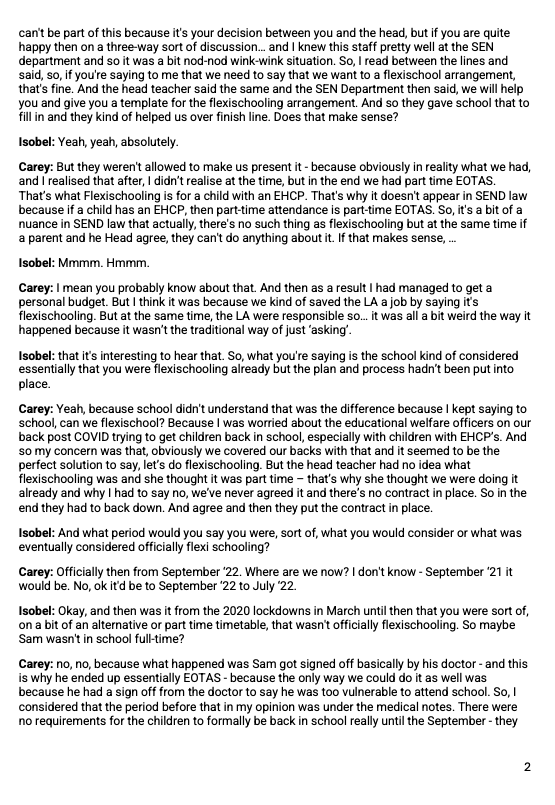 can't be part of this because it's your decision between you and the head, but if you are quite
happy then on a three-way sort of discussion… and I knew this staff pretty well at the SEN
department and so it was a bit nod-nod wink-wink situation. So, I read between the lines and
said, so, if you're saying to me that we need to say that we want to a flexischool arrangement,
that's fine. And the head teacher said the same and the SEN Department then said, we will help
you and give you a template for the flexischooling arrangement. And so they gave school that to
fill in and they kind of helped us over finish line. Does that make sense?
Isobel: Yeah, yeah, absolutely.
Carey: But they weren't allowed to make us present it - because obviously in reality what we had,
and I realised that after, I didn't realise at the time, but in the end we had part time EOTAS.
That's what Flexischooling is for a child with an EHCP. That's why it doesn't appear in SEND law
because if a child has an EHCP, then part-time attendance is part-time EOTAS. So, it's a bit of a
nuance in SEND law that actually, there's no such thing as flexischooling but at the same time if
a parent and he Head agree, they can't do anything about it. If that makes sense, …
Isobel: Mmmm. Hmmm.
Carey: I mean you probably know about that. And then as a result I had managed to get a
personal budget. But I think it was because we kind of saved the LA a job by saying it's
flexischooling. But at the same time, the LA were responsible so… it was all a bit weird the way it
happened because it wasn't the traditional way of just ‘asking’.
Isobel: that it's interesting to hear that. So, what you're saying is the school kind of considered
essentially that you were flexischooling already but the plan and process hadn't been put into
place.
Carey: Yeah, because school didn't understand that was the difference because I kept saying to
school, can we flexischool? Because I was worried about the educational welfare officers on our
back post COVID trying to get children back in school, especially with children with EHCP's. And
so my concern was that, obviously we covered our backs with that and it seemed to be the
perfect solution to say, let's do flexischooling. But the head teacher had no idea what
flexischooling was and she thought it was part time – that's why she thought we were doing it
already and why I had to say no, we've never agreed it and there's no contract in place. So in the
end they had to back down. And agree and then they put the contract in place.
Isobel: And what period would you say you were, sort of, what you would consider or what was
eventually considered officially flexi schooling?
Carey: Officially then from September ‘22. Where are we now? I don't know - September ‘21 it
would be. No, ok it'd be to September ‘22 to July ‘22.
Isobel: Okay, and then was it from the 2020 lockdowns in March until then that you were sort of,
on a bit of an alternative or part time timetable, that wasn't officially flexischooling. So maybe
Sam wasn't in school full-time?
Carey: no, no, because what happened was Sam got signed off basically by his doctor - and this
is why he ended up essentially EOTAS - because the only way we could do it as well was
because he had a sign off from the doctor to say he was too vulnerable to attend school. So, I
considered that the period before that in my opinion was under the medical notes. There were
no requirements for the children to formally be back in school really until the September - they
2